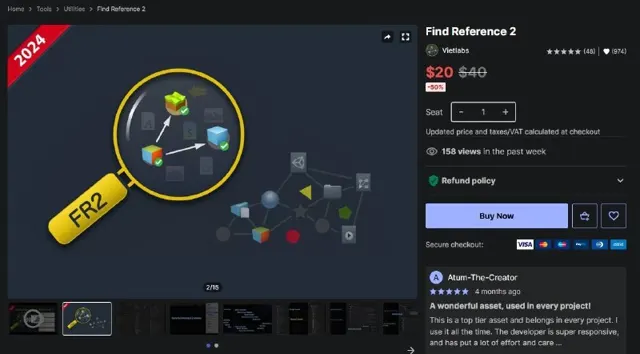 Home > Tools > Utilities > Find Reference 2
2024
FR2
2/15
Find Reference 2
Vietlabs
(48) | (974)
$20 $40
-50%
Seat - 1 +
Updated price and taxes/VAT calculated at checkout
158 views in the past week
Refund policy
Buy Now
Secure checkout: VISA
A Atum-The-Creator
4 months ago
A wonderful asset, used in every project!
This is a top tier asset and belongs in every project. I
use it all the time. The developer is super responsive,
and has put a lot of effort and care ...